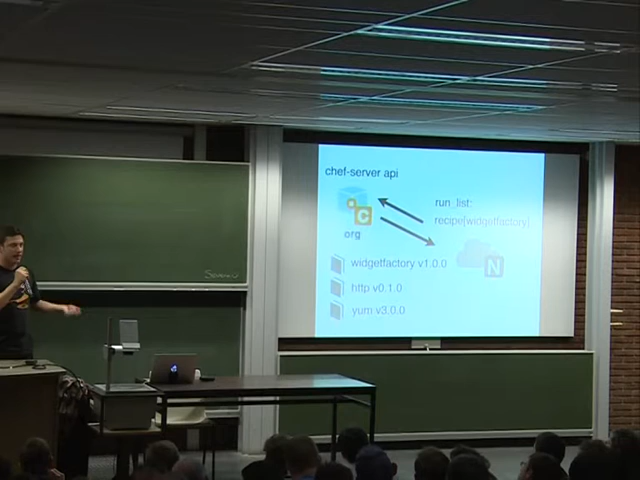 chef-server api
run_list:
recipe[widgetfactory]
C
org
N
widgetfactory v1.0.0
http v0.1.0
yum v3.0.0